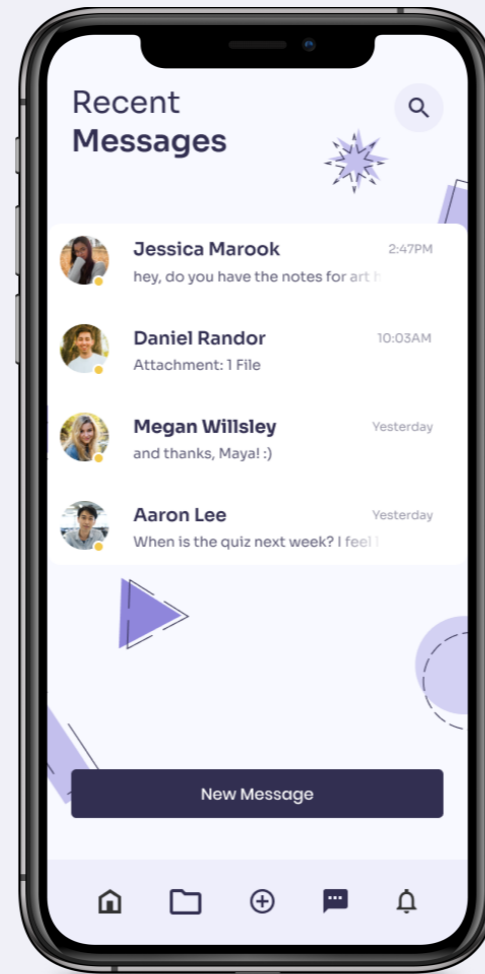 Recent
Messages
Jessica Marook 2:47PM
hey, do you have the notes for art
Daniel Randor 10:03AM
Attachment: 1 File
Megan Willsley Yesterday
and thanks, Maya! :)
Aaron Lee Yesterday
When is the quiz next week? I feel
New Message